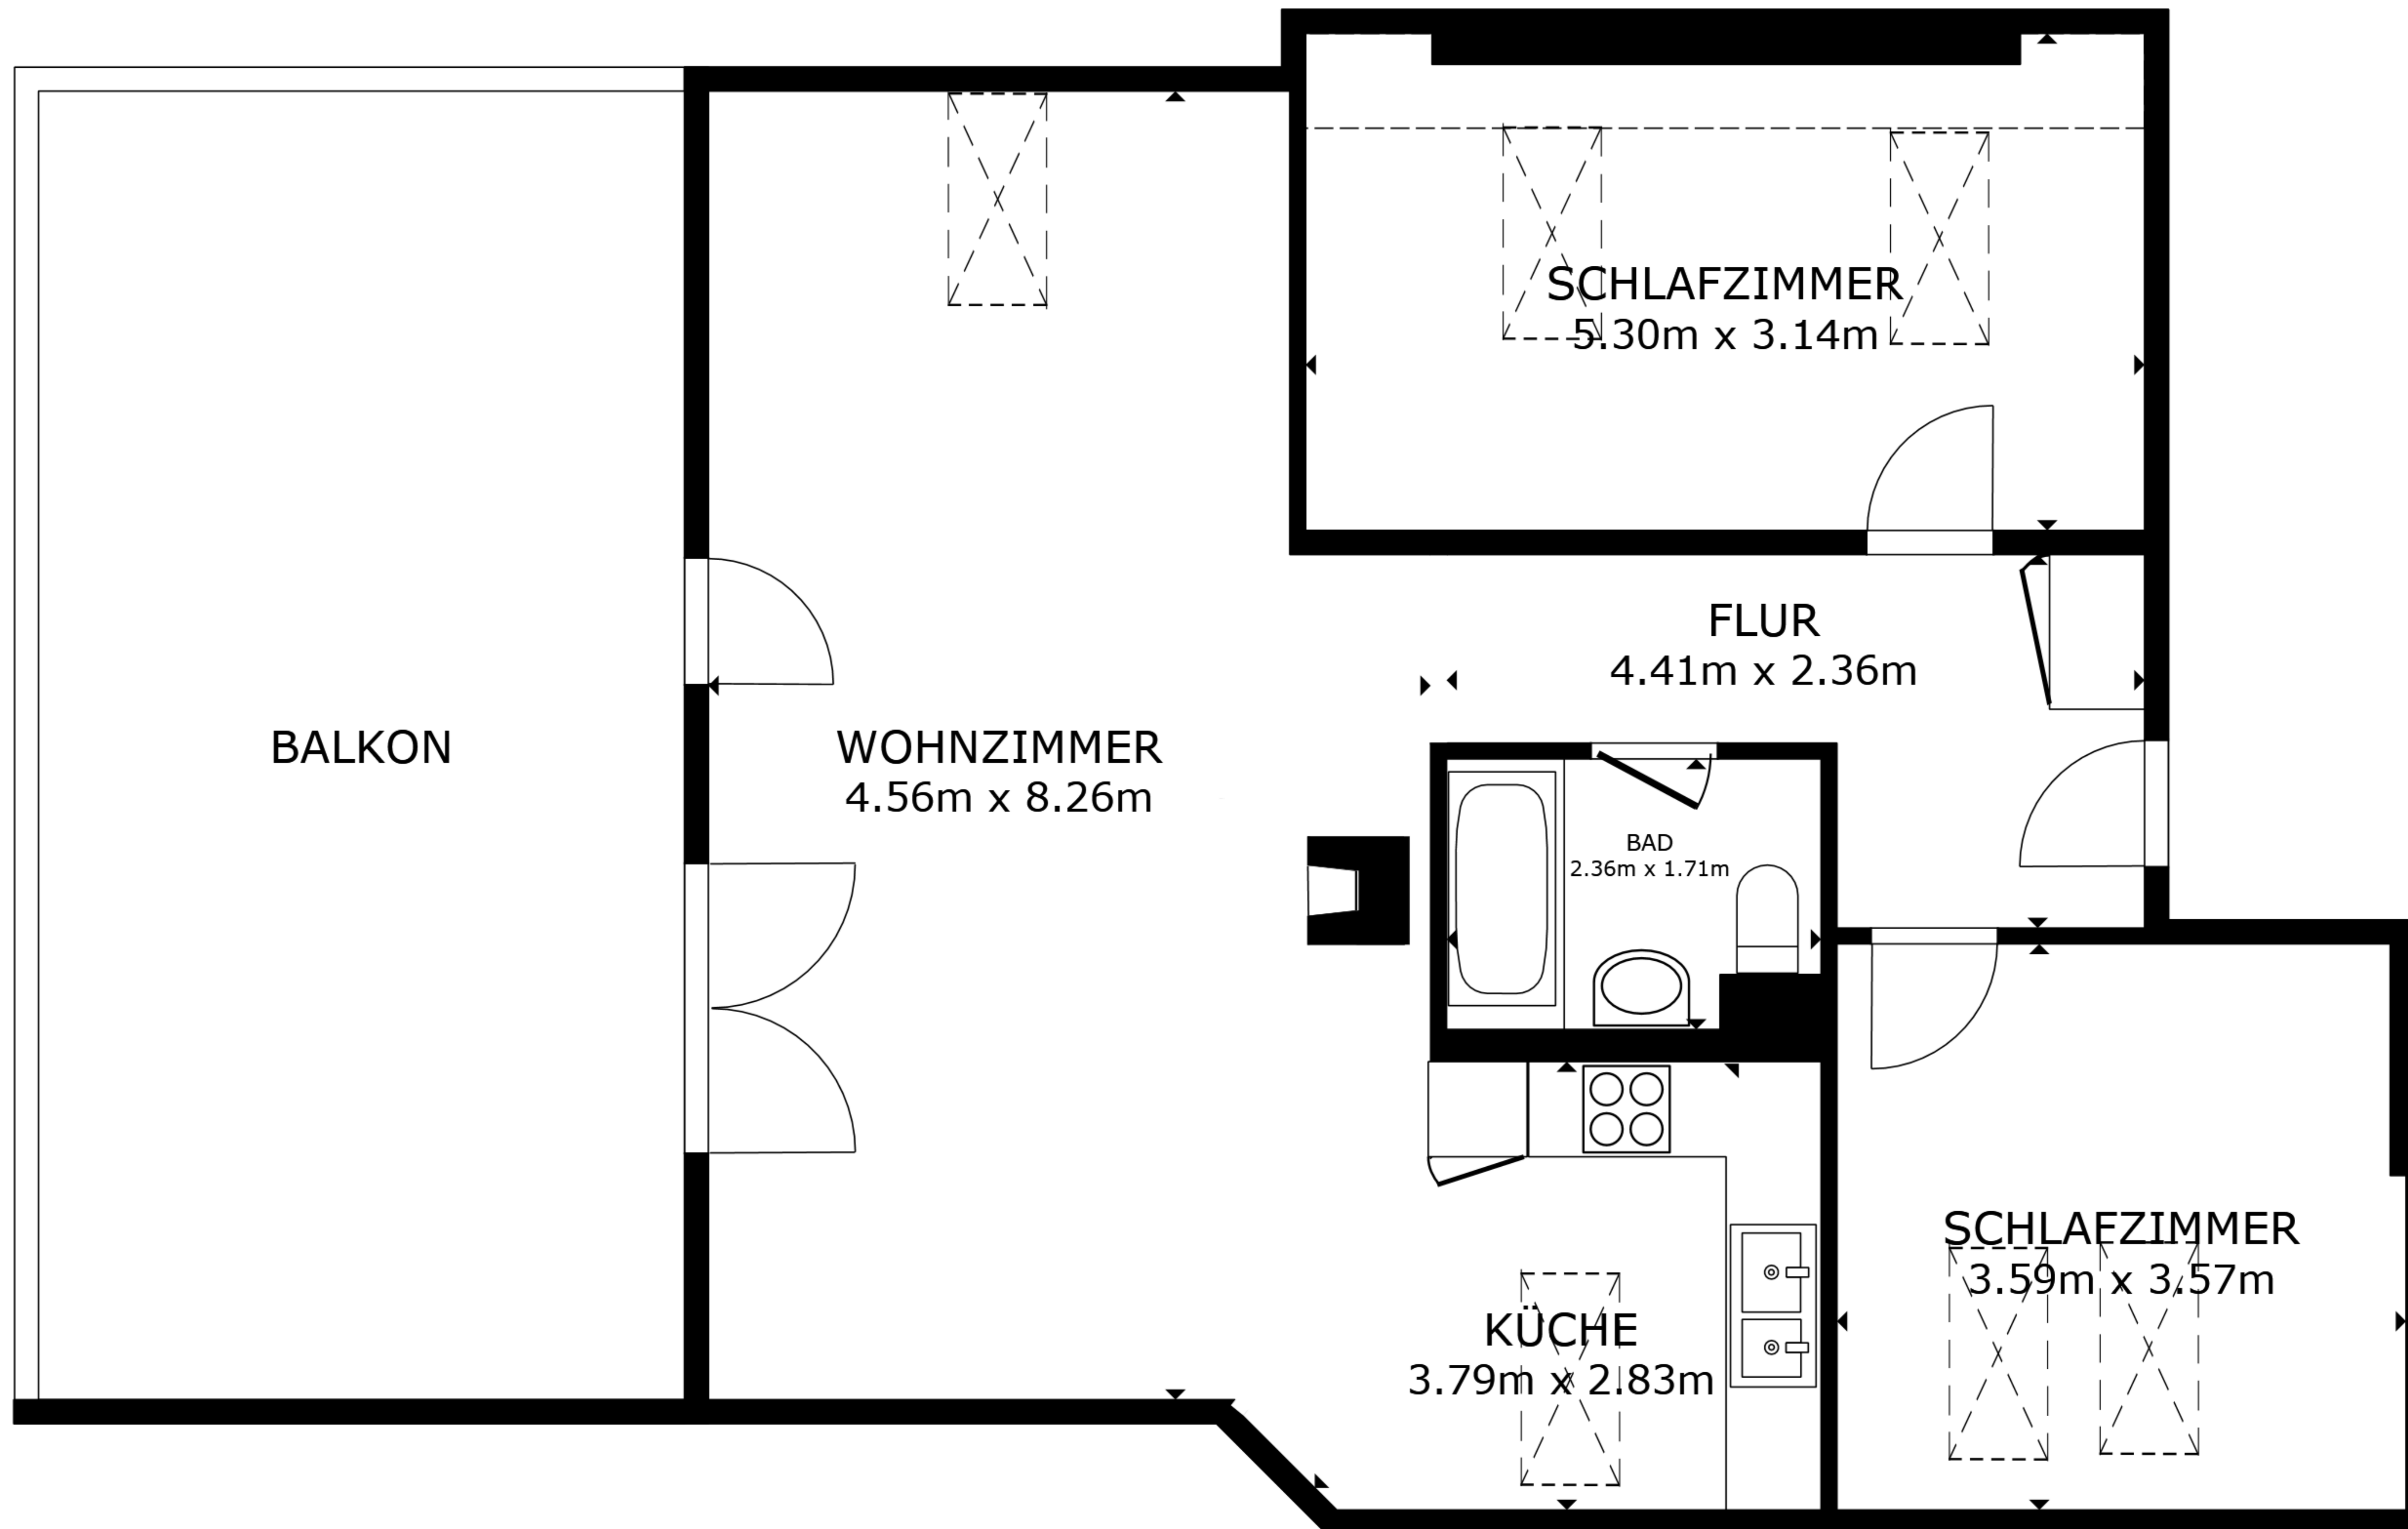 SCHLAFZIMMER
5.30m x 3.14m
FLUR
4.41m x 2.36m
BALKON
WOHNZIMMER
4.56m x 8.26m
BAD
2.36m x 1.71m
SCHLAFZIMMER
3.59m x 3.57m
KÜCHE
3.79m x 2.83m